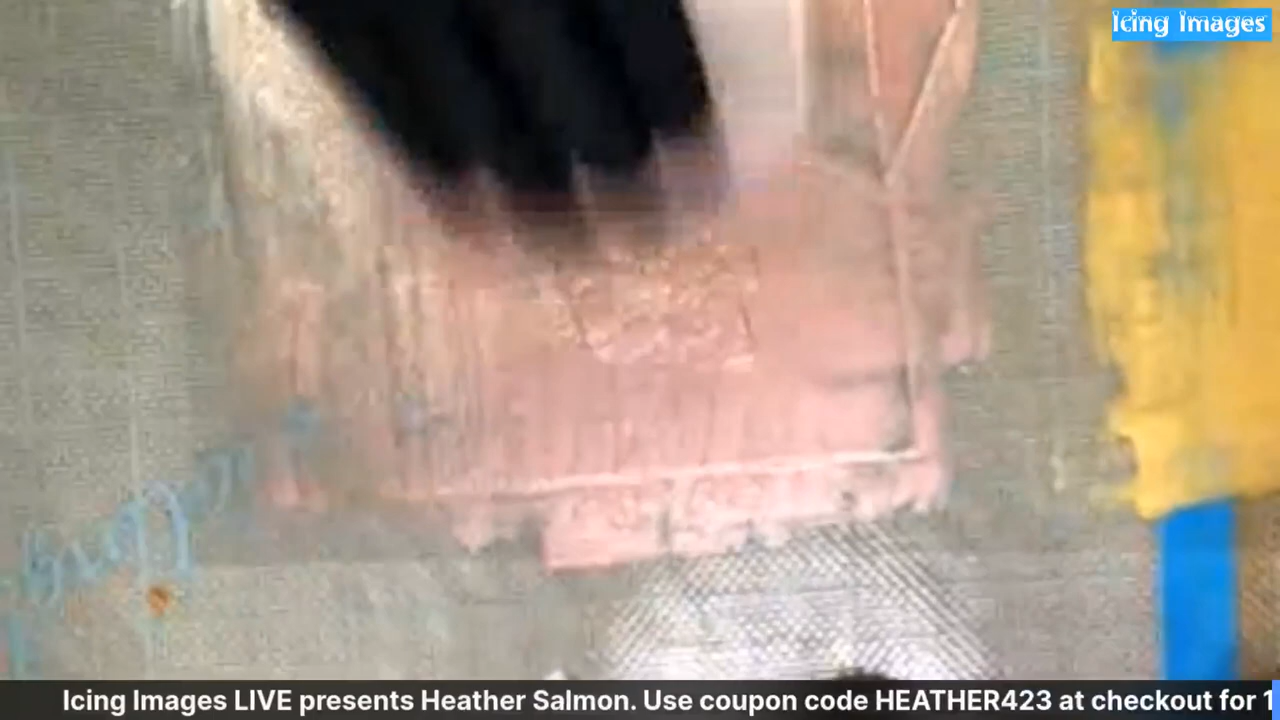 Icing Images
Icing Images LIVE presents Heather Salmon. Use coupon code HEATHER423 at checkout for 1